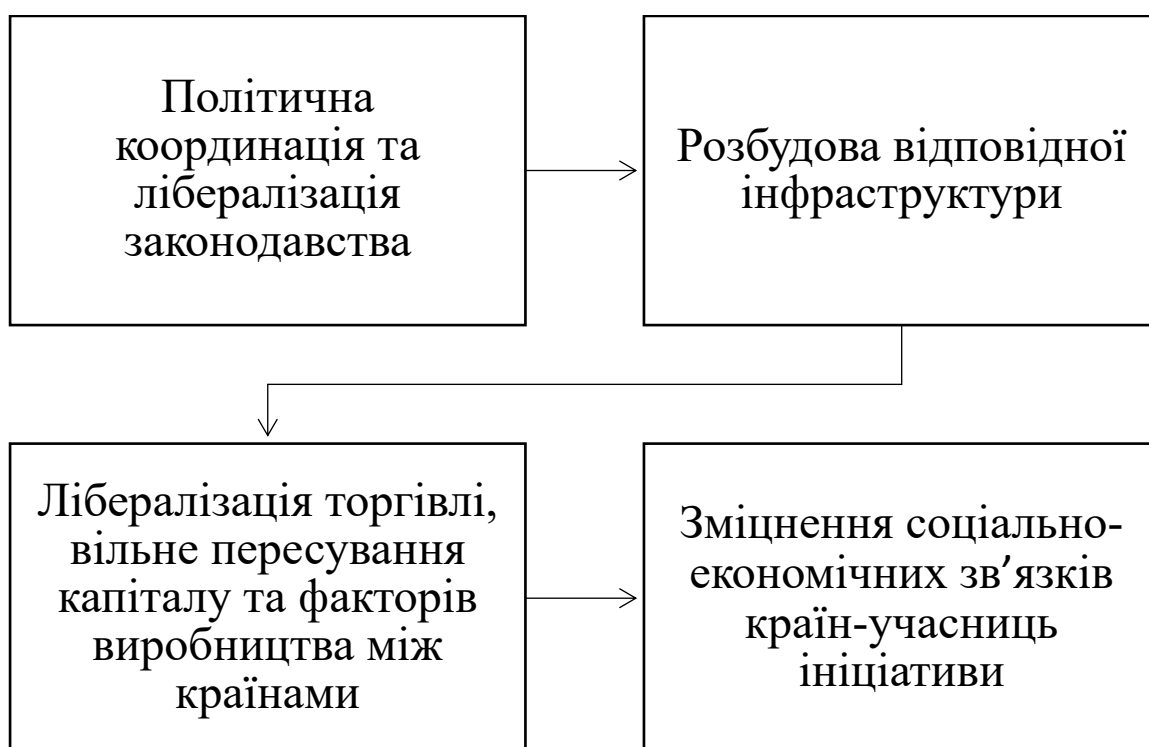 Політична
координація та
лібералізація
законодавства
Розбудова відповідної
інфраструктури
Лібералізація торгівлі,
вільне пересування
капіталу та факторів
виробництва між
країнами
Зміцнення соціально-
економічних зв’язків
країн-учасниць
ініціативи